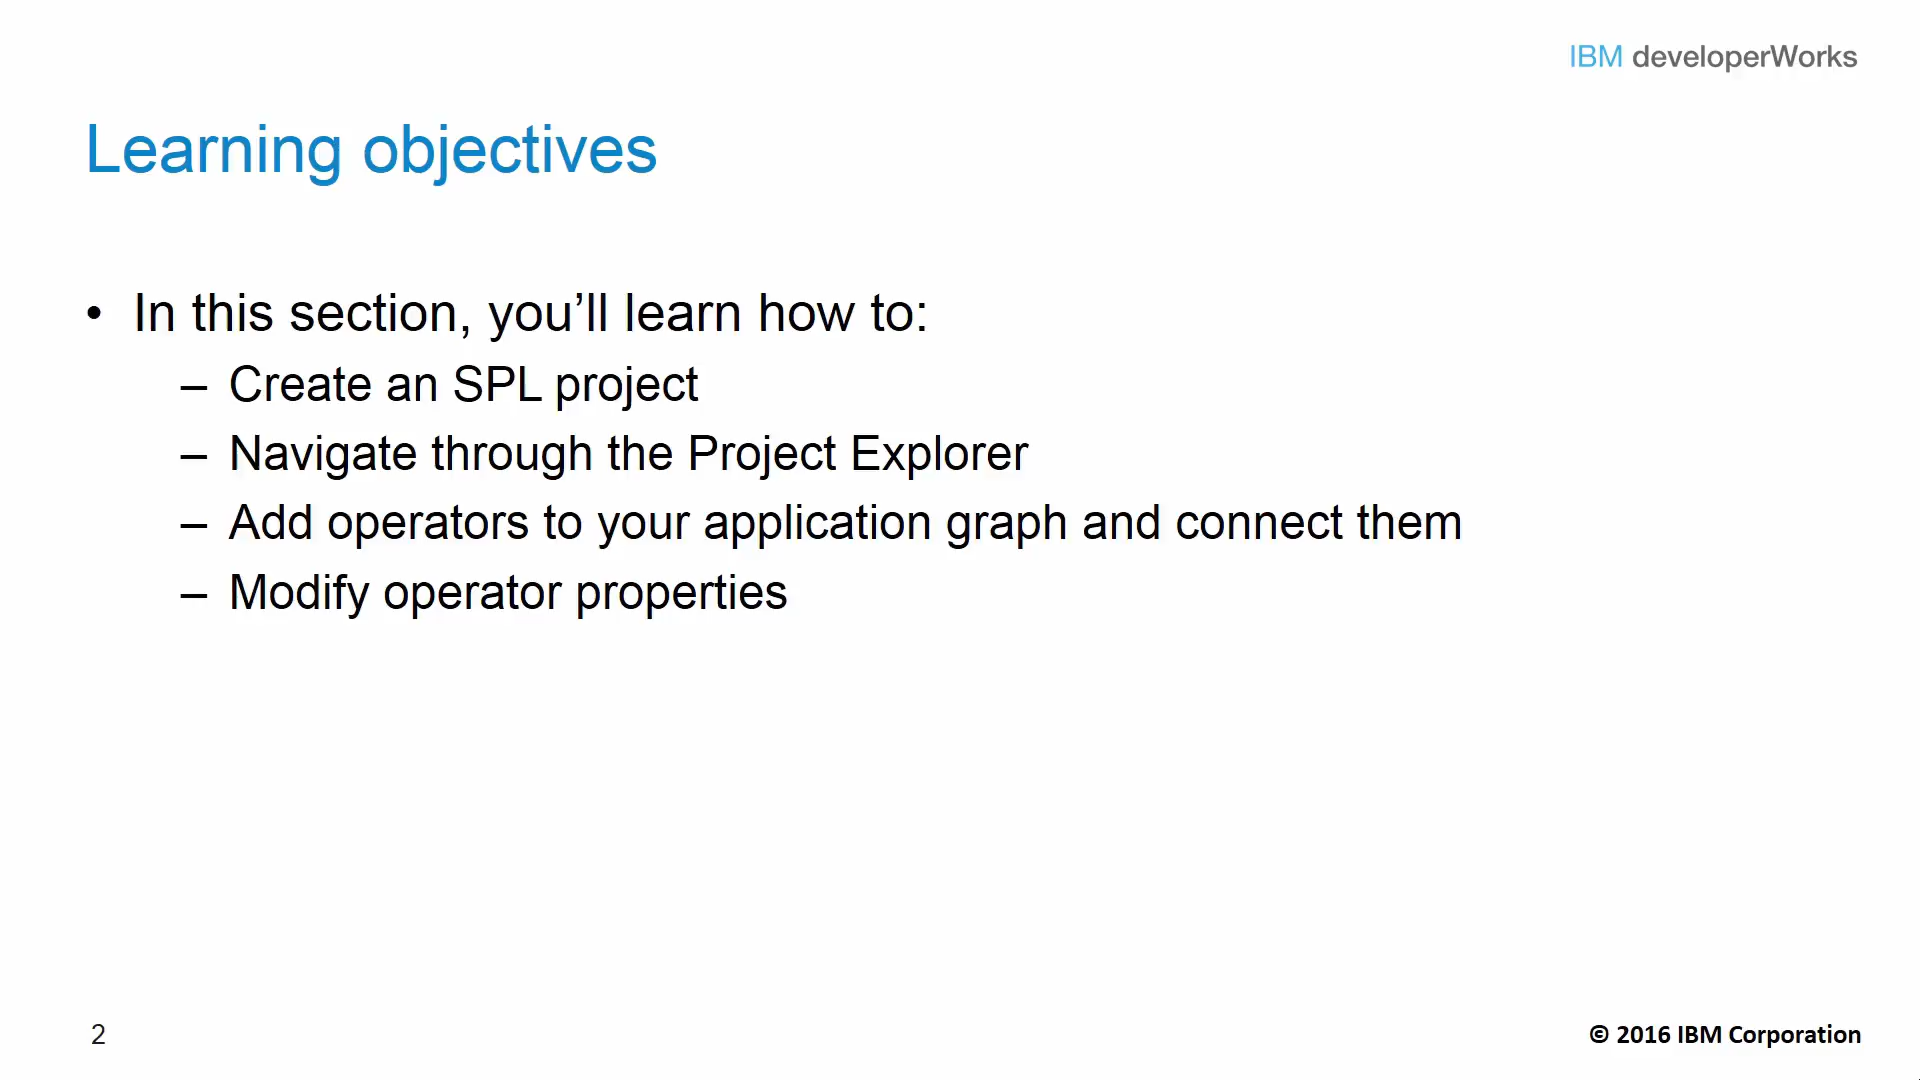 IBM developerWorks
Learning objectives
• In this section, you’ll learn how to:
– Create an SPL project
– Navigate through the Project Explorer
– Add operators to your application graph and connect them
– Modify operator properties
2
© 2016 IBM Corporation